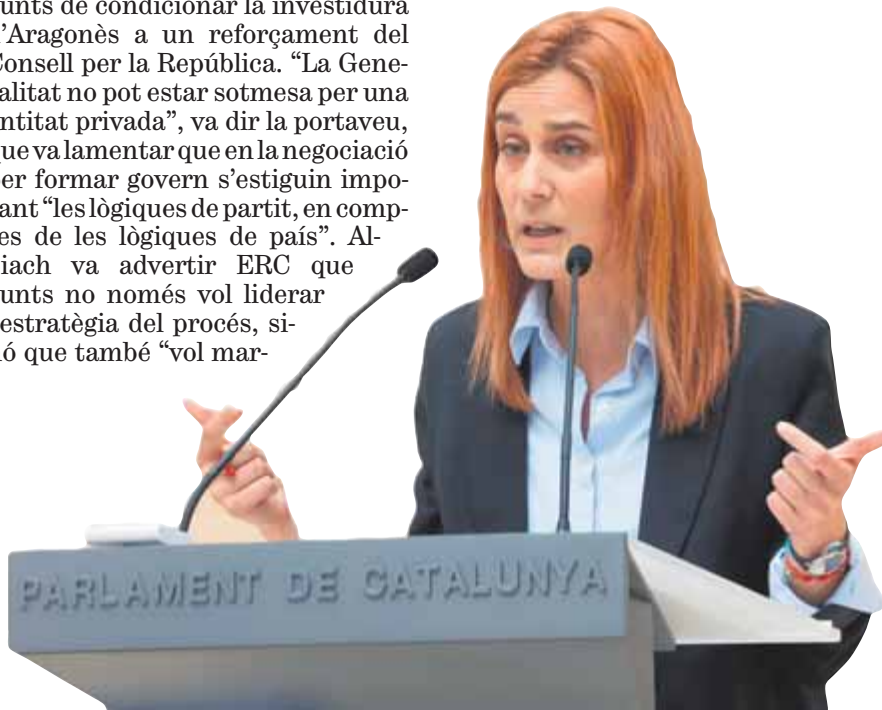 unts de condicionar la investidura
d’Aragonès a un reforçament del
Consell per la República. “La Gene-
alitat no pot estar sotmesa per una
ntitat privada”, va dir la portaveu,
que va lamentar que en la negociació
per formar govern s’estiguin impo-
ant “les lògiques de partit, en comp-
es de les lògiques de país”. Al-
iach va advertir ERC que
unts no només vol liderar
estratègia del procés, si-
ó que també “vol mar-
PARLAMENT DE CATALUNYA